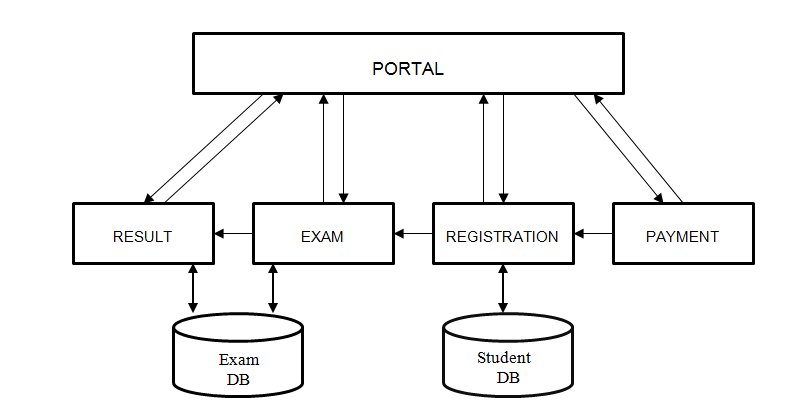 PORTAL
RESULT
EXAM
REGISTRATION
PAYMENT
Exam
DB
Student
DB